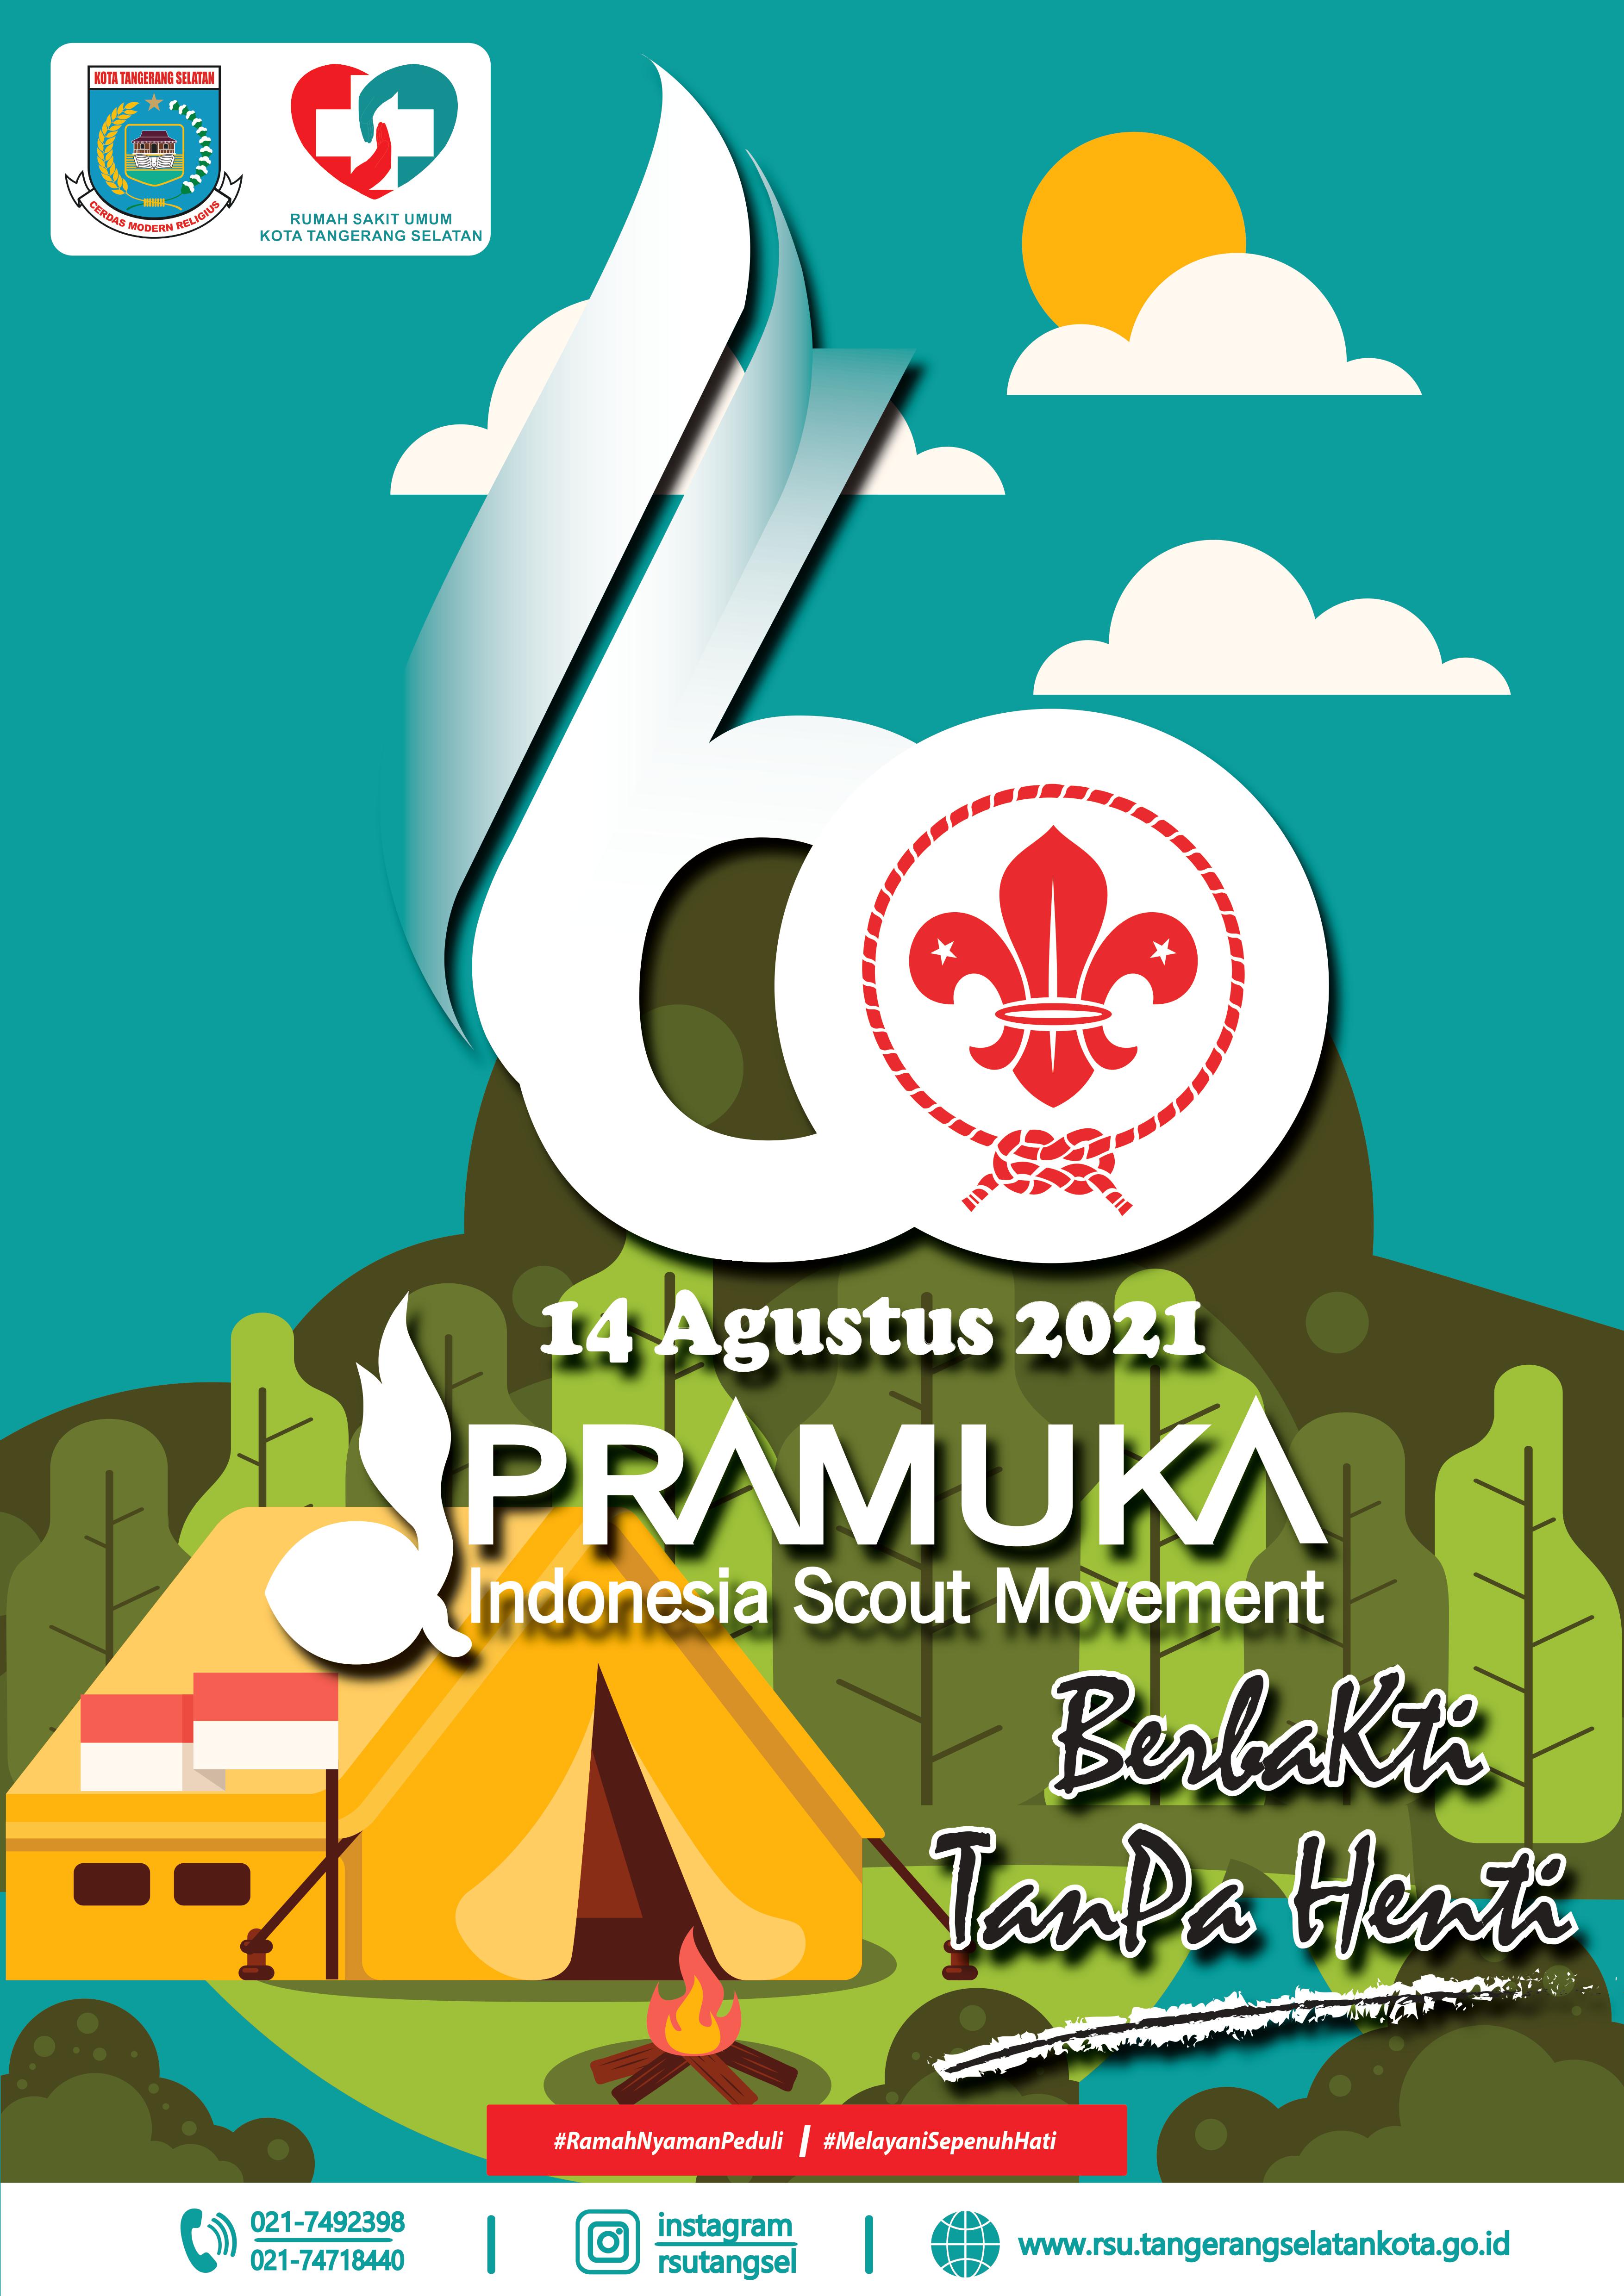 KOTA TANGERANG SELATAN
CERDAS MODERN RELIGIUS
RUMAH SAKIT UMUM
KOTA TANGERANG SELATAN
60
14 Agustus 2021
PRAMUKA
Indonesia Scout Movement
BerbaKti
TanPa Henti
#RamahNyamanPeduli / #MelayaniSepenuhHati
021-7492398
021-74718440
instagram
rsutangsel
www.rsu.tangerangselatankota.go.id